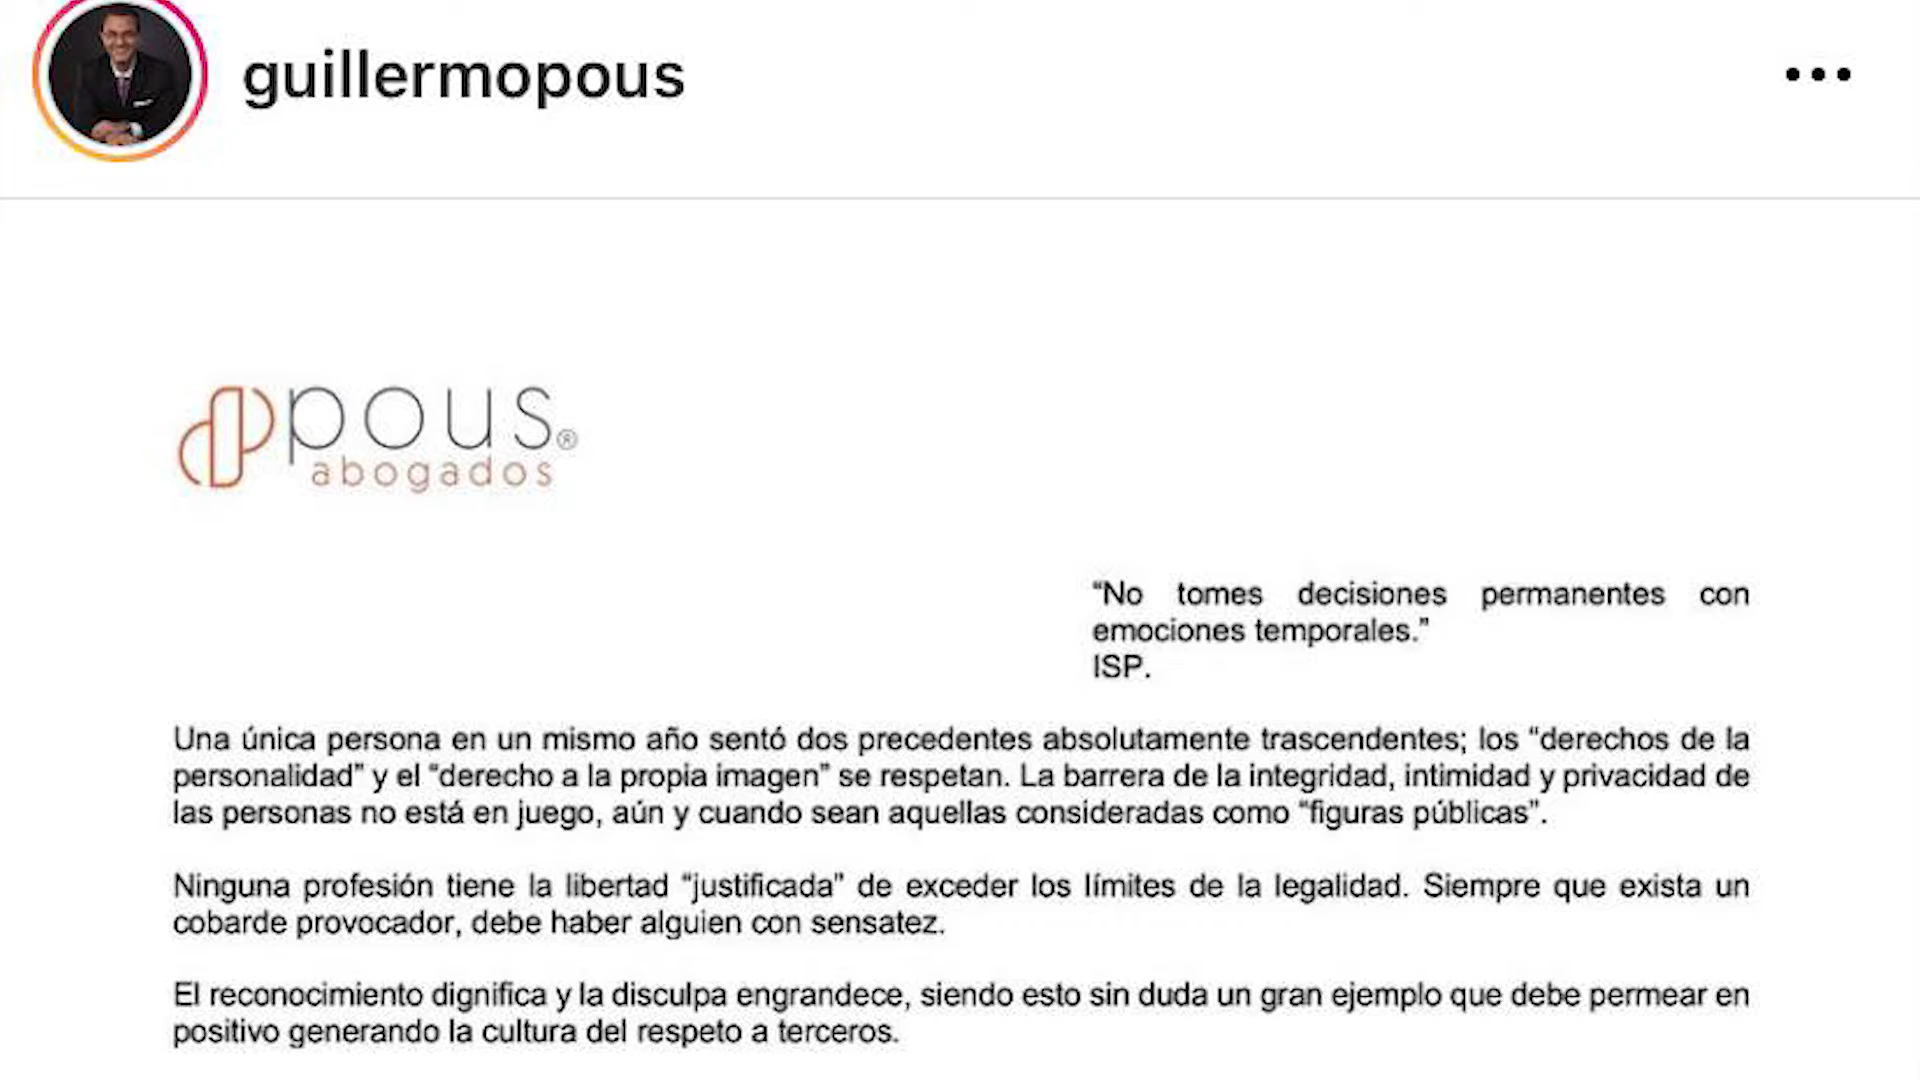 guillermopous
pous®
abogados
“No tomes decisiones permanentes con
emociones temporales.”
ISP.
Una única persona en un mismo año sentó dos precedentes absolutamente trascendentes; los “derechos de la
personalidad” y el “derecho a la propia imagen” se respetan. La barrera de la integridad, intimidad y privacidad de
las personas no está en juego, aún y cuando sean aquellas consideradas como “figuras públicas”.
Ninguna profesión tiene la libertad “justificada” de exceder los límites de la legalidad. Siempre que exista un
cobarde provocador, debe haber alguien con sensatez.
El reconocimiento dignifica y la disculpa engrandece, siendo esto sin duda un gran ejemplo que debe permear en
positivo generando la cultura del respeto a terceros.